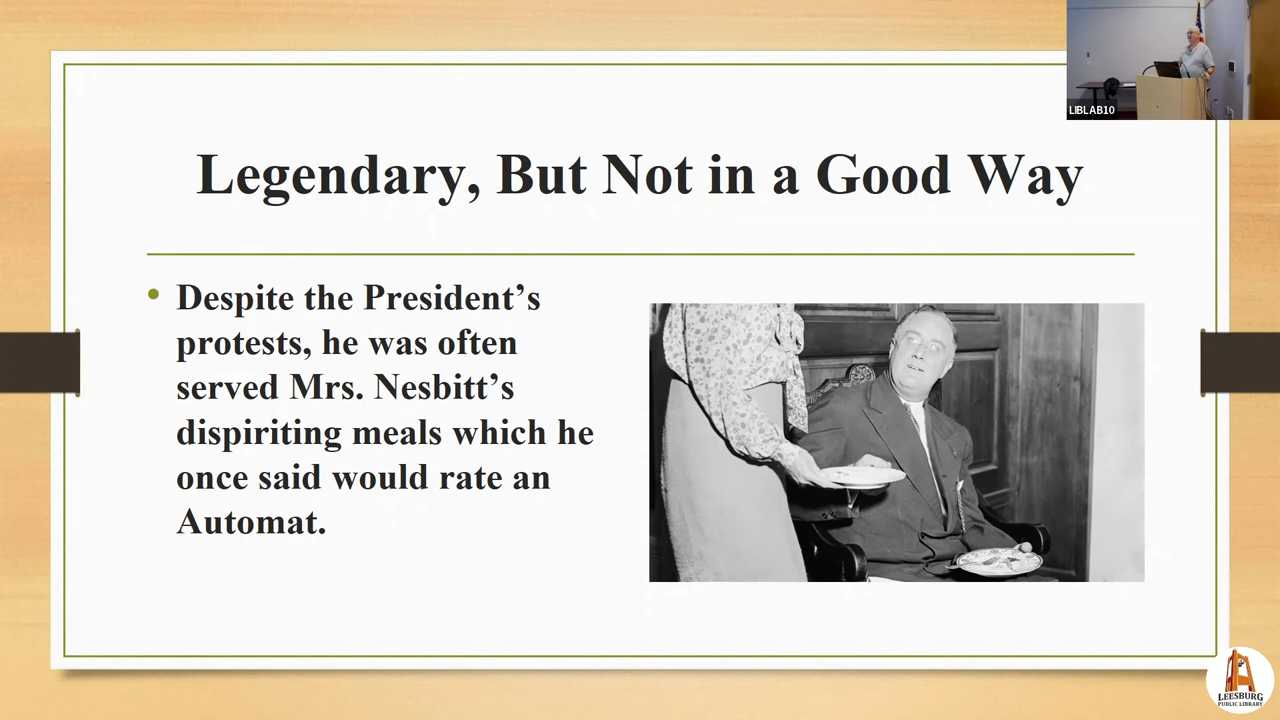 LIBLAB10
Legendary, But Not in a Good Way
Despite the President’s
protests, he was often
served Mrs. Nesbitt’s
dispiriting meals which he
once said would rate an
Automat.
LEESBURG
PUBLIC LIBRARY